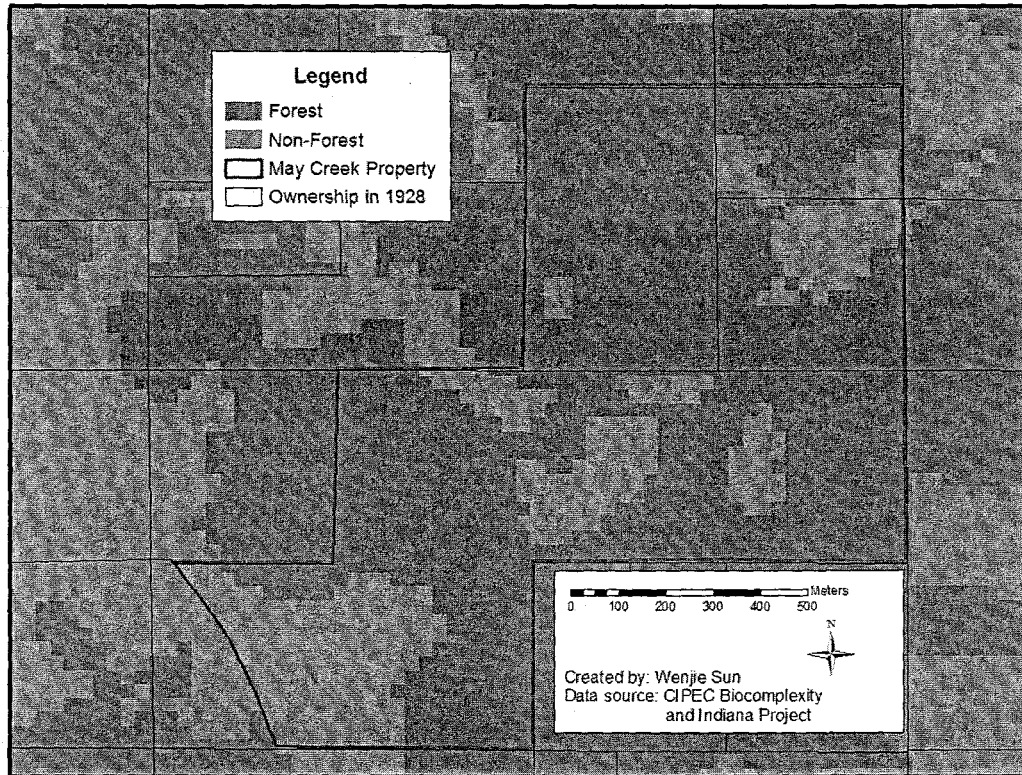 Legend
Forest
Non-Forest
May Creek Property
Ownership in 1928
Meters
0 100 200 300 400 500
N
Created by: Wenjie Sun
Data source: CIPEC Biocomplexity
and Indiana Project